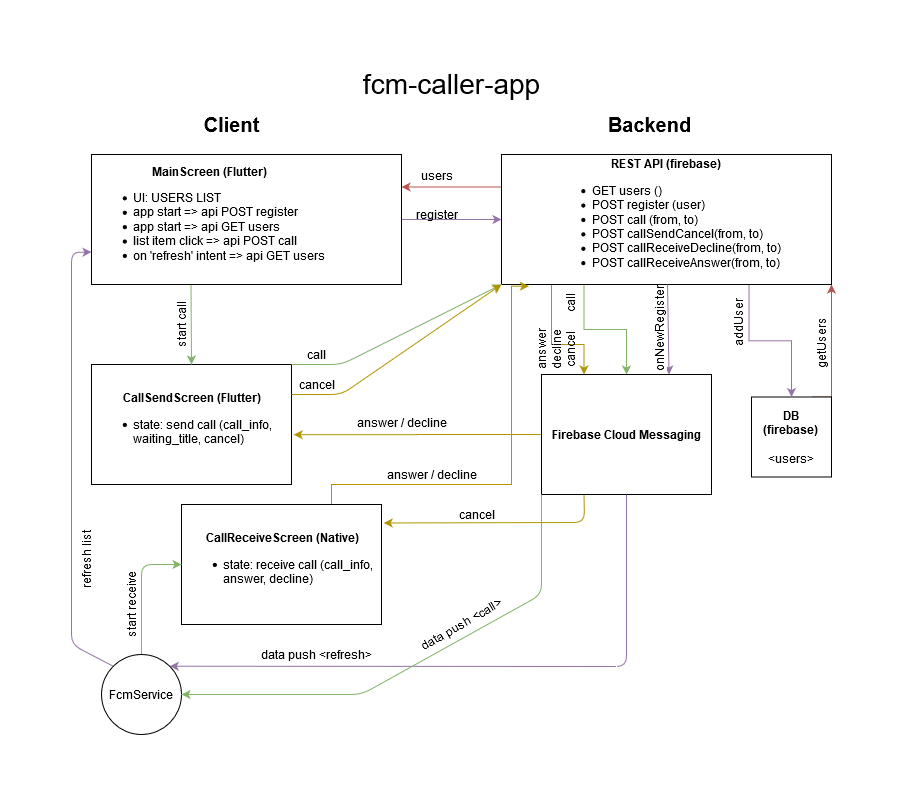 fcm-caller-app
Client
Backend
MainScreen (Flutter)
• UI: USERS LIST
• app start => api POST register
• app start => api GET users
• list item click => api POST call
• on 'refresh' intent => api GET users
users
register
REST API (firebase)
• GET users ()
• POST register (user)
• POST call (from, to)
• POST callSendCancel(from, to)
• POST callReceiveDecline(from, to)
• POST callReceiveAnswer(from, to)
start call
call
cancel
answer
decline
cancel
call
onNewRegister
addUser
getUsers
CallSendScreen (Flutter)
• state: send call (call_info,
waiting_title, cancel)
answer / decline
Firebase Cloud Messaging
DB
(firebase)
<users>
answer / decline
cancel
CallReceiveScreen (Native)
• state: receive call (call_info,
answer, decline)
refresh list
start receive
data push <call>
data push <refresh>
FcmService